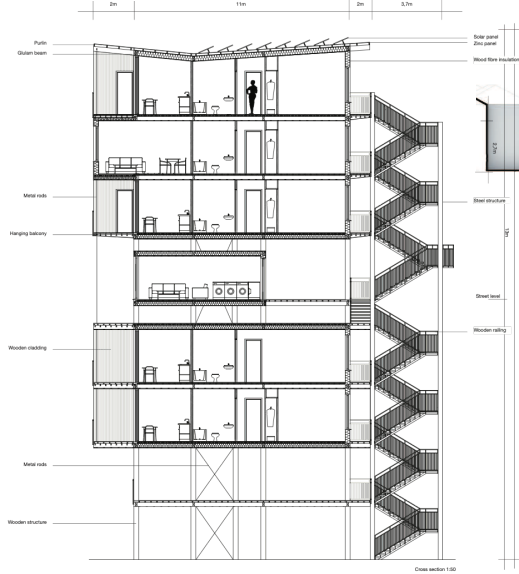 2m
11m
2m
3,7m
Purlin
Glulam beam
Solar panel
Zinc panel
Wood fibre insulation
2,7m
Metal rods
Steel structure
Hanging balcony
13m
Street level
Wooden railing
Wooden cladding
Metal rods
Wooden structure
Cross section 1:50